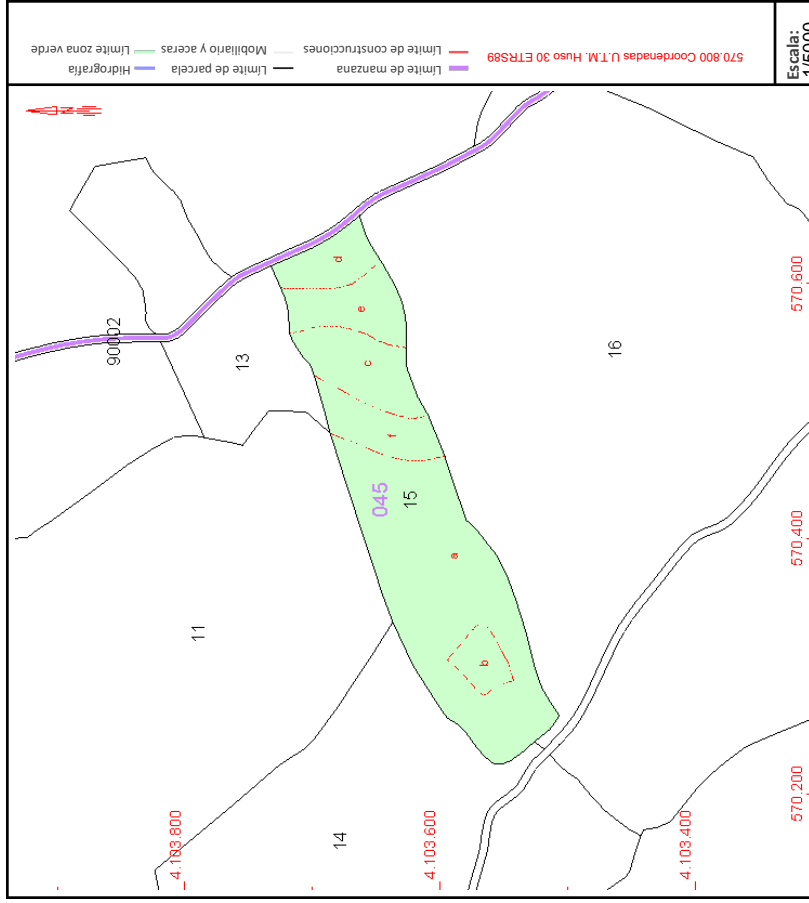 Límite de manzana
Límite de parcela
Hidrografía
Límite de construcciones
Mobiliario y aceras
Límite zona verde
570.800 Coordenadas U.T.M. Huso 30 ETRS89
Escala:
1/5000
90002
13
d
e
c
f
16
045
15
a
11
b
14
4.103.800
4.103.600
4.103.400
570.600
570.400
570.200